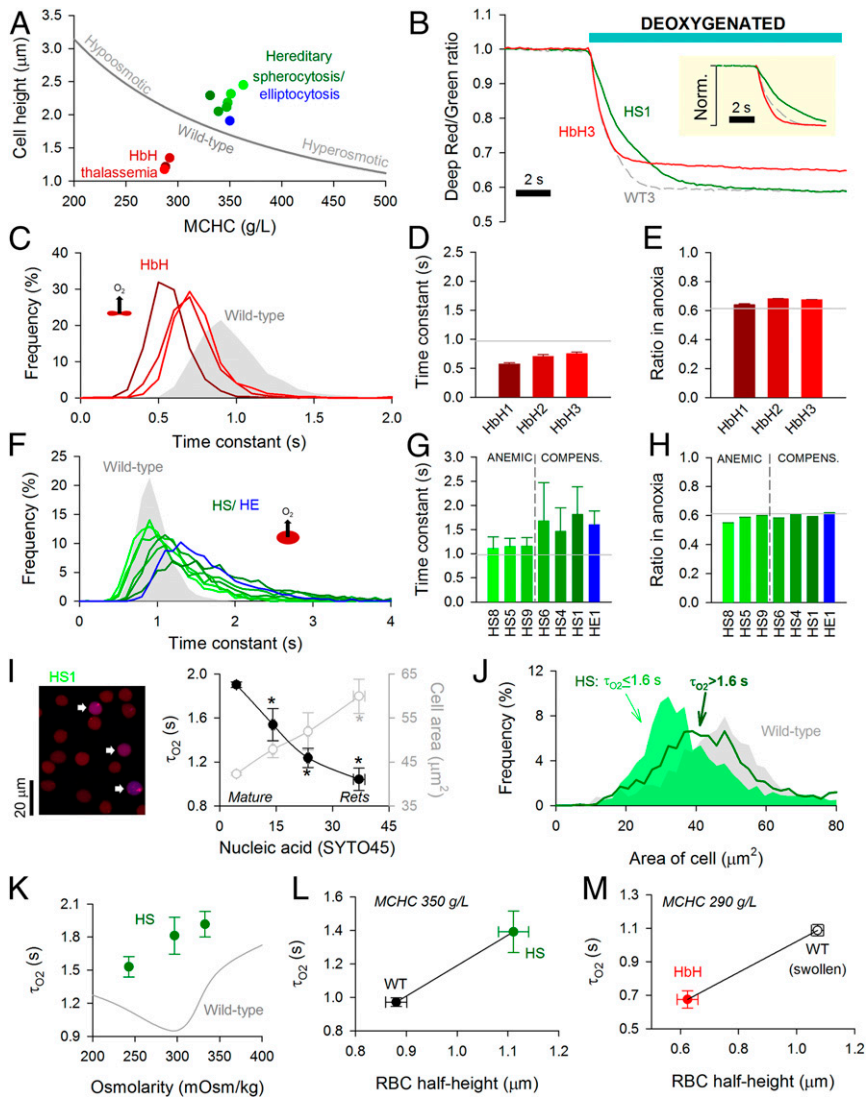 A
Cell height (μm)
3.5
3.0
2.5
2.0
1.5
1.0
Hypoosmotic
Hereditary
spherocytosis/
elliptocytosis
Wild-type
Hyperosmotic
HbH
thalassemia
200 250 300 350 400 450 500
MCHC (g/L)
B
DEOXYGENATED
Deep Red/Green ratio
1.0
0.9
0.8
0.7
0.6
0.5
HS1
HbH3
WT3
2 s
Norm.
2 s
C
Frequency (%)
40
30
20
10
0
O2
HbH
Wild-type
0.0 0.5 1.0 1.5 2.0
Time constant (s)
D
Time constant (s)
2.5
2.0
1.5
1.0
0.5
0.0
HbH1
HbH2
HbH3
E
Ratio in anoxia
1.0
0.8
0.6
0.4
0.2
0.0
HbH1
HbH2
HbH3
F
Frequency (%)
25
20
15
10
5
0
Wild-type
HS/ HE
O2
0 1 2 3 4
Time constant (s)
G
Time constant (s)
3.0
2.5
2.0
1.5
1.0
0.5
0.0
ANEMIC COMPENS.
HS8
HS5
HS9
HS6
HS4
HS1
HE1
H
Ratio in anoxia
1.0
0.8
0.6
0.4
0.2
0.0
ANEMIC COMPENS.
HS8
HS5
HS9
HS6
HS4
HS1
HE1
I
HS1
20 μm
τO2 (s)
2.0
1.6
1.2
0.8
*
*
*
*
Mature Rets
0 15 30 45
Nucleic acid (SYTO45)
65
55
45
35
Cell area (μm2)
J
Frequency (%)
12
8
4
0
HS: τO2≤1.6 s
τO2>1.6 s
Wild-type
0 20 40 60 80
Area of cell (μm2)
K
τO2 (s)
2.1
1.8
1.5
1.2
0.9
HS
Wild-type
200 250 300 350 400
Osmolarity (mOsm/kg)
L
τO2 (s)
1.6
1.4
1.2
1.0
0.8
MCHC 350 g/L
WT
HS
0.8 0.9 1.0 1.1 1.2
RBC half-height (μm)
M
τO2 (s)
1.3
1.1
0.9
0.7
0.5
MCHC 290 g/L
HbH
WT
(swollen)
0.6 0.8 1.0 1.2
RBC half-height (μm)